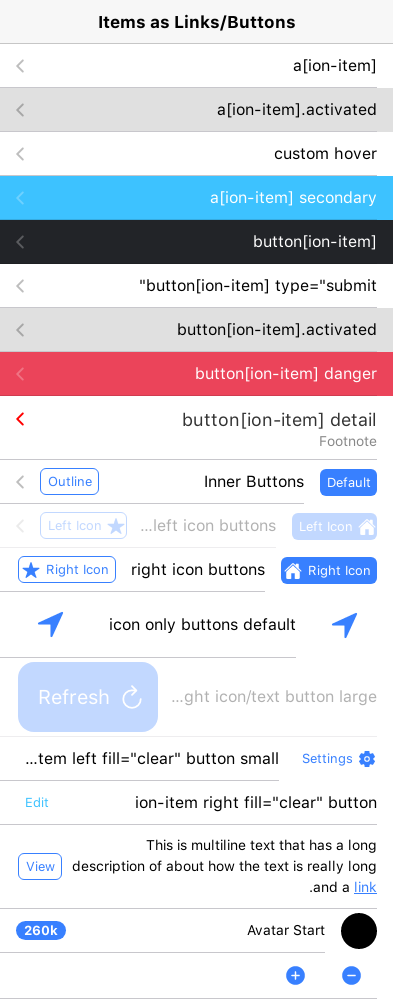 Items as Links/Buttons
a[ion-item]
a[ion-item].activated
custom hover
a[ion-item] secondary
button[ion-item]
"button[ion-item] type="submit
button[ion-item].activated
button[ion-item] danger
button[ion-item] detail
Footnote
Default Inner Buttons Outline
Left Icon ...left icon buttons Left Icon
Right Icon right icon buttons Right Icon
icon only buttons default
...ght icon/text button large Refresh
Settings ...tem left fill="clear" button small
ion-item right fill="clear" button Edit
This is multiline text that has a long
description of about how the text is really long View
.and a link
Avatar Start 260k